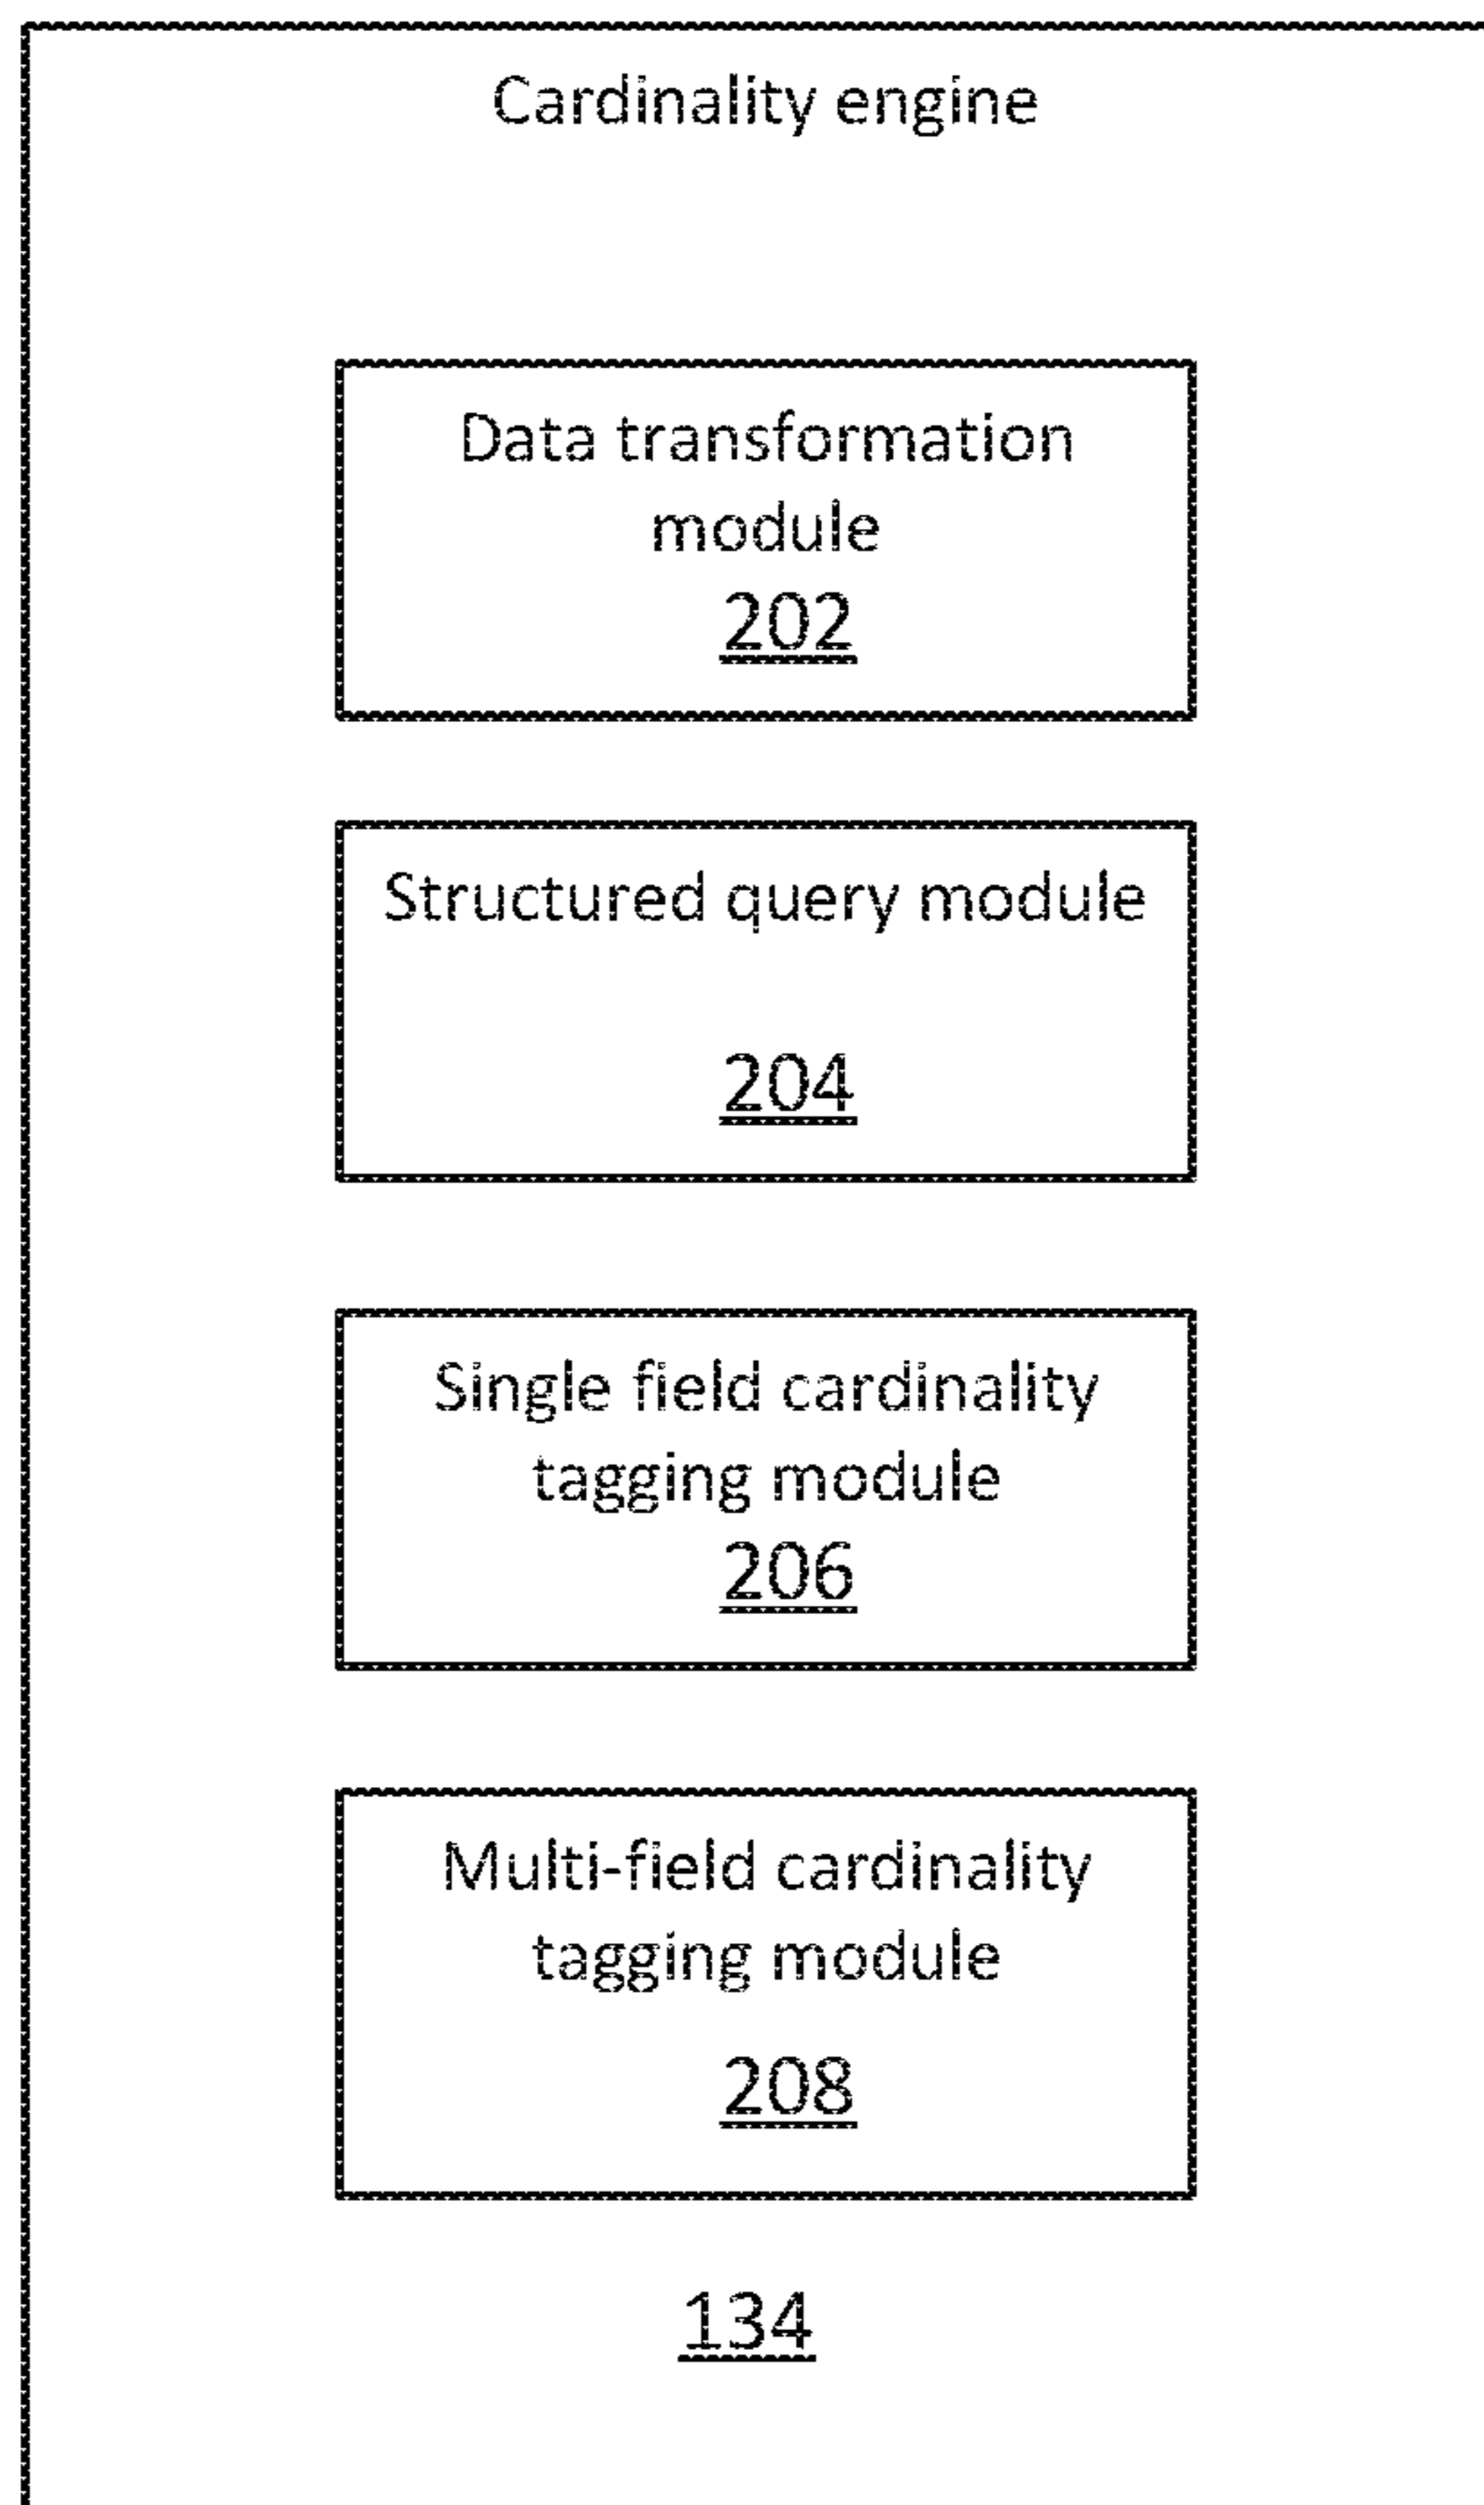 Cardinality engine
Data transformation
module
202
Structured query module
204
Single field cardinality
tagging module
206
Multi-field cardinality
tagging module
208
134